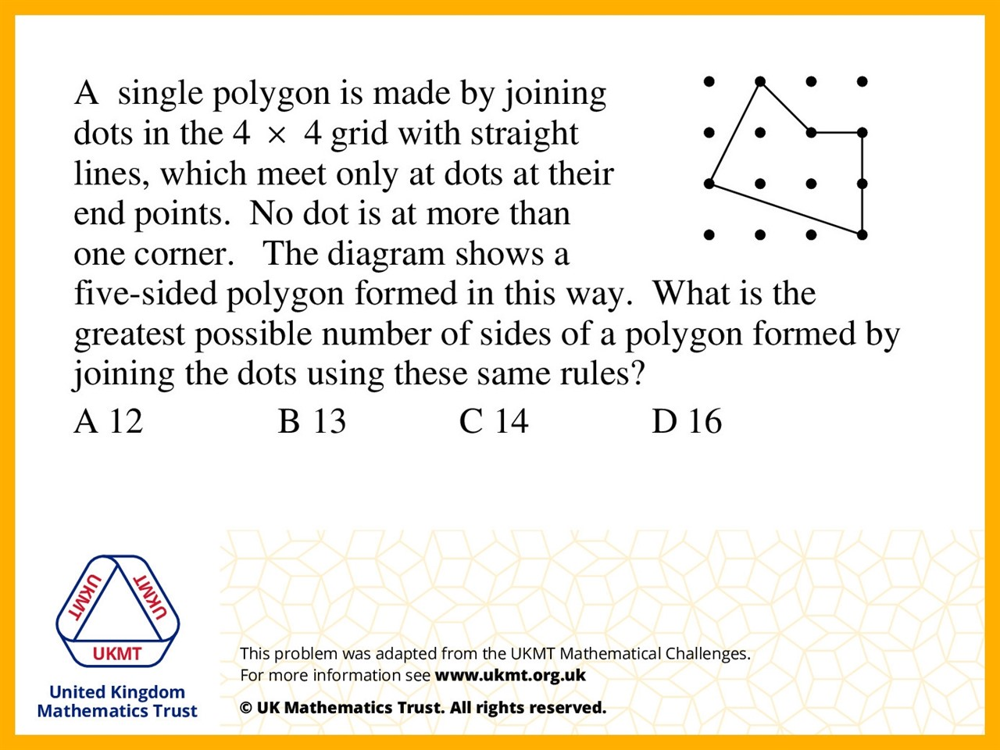 A single polygon is made by joining
dots in the 4 × 4 grid with straight
lines, which meet only at dots at their
end points. No dot is at more than
one corner. The diagram shows a
five-sided polygon formed in this way. What is the
greatest possible number of sides of a polygon formed by
joining the dots using these same rules?
A 12 B 13 C 14 D 16
UKMT
UKMT
UKMT
United Kingdom
Mathematics Trust
This problem was adapted from the UKMT Mathematical Challenges.
For more information see www.ukmt.org.uk
© UK Mathematics Trust. All rights reserved.